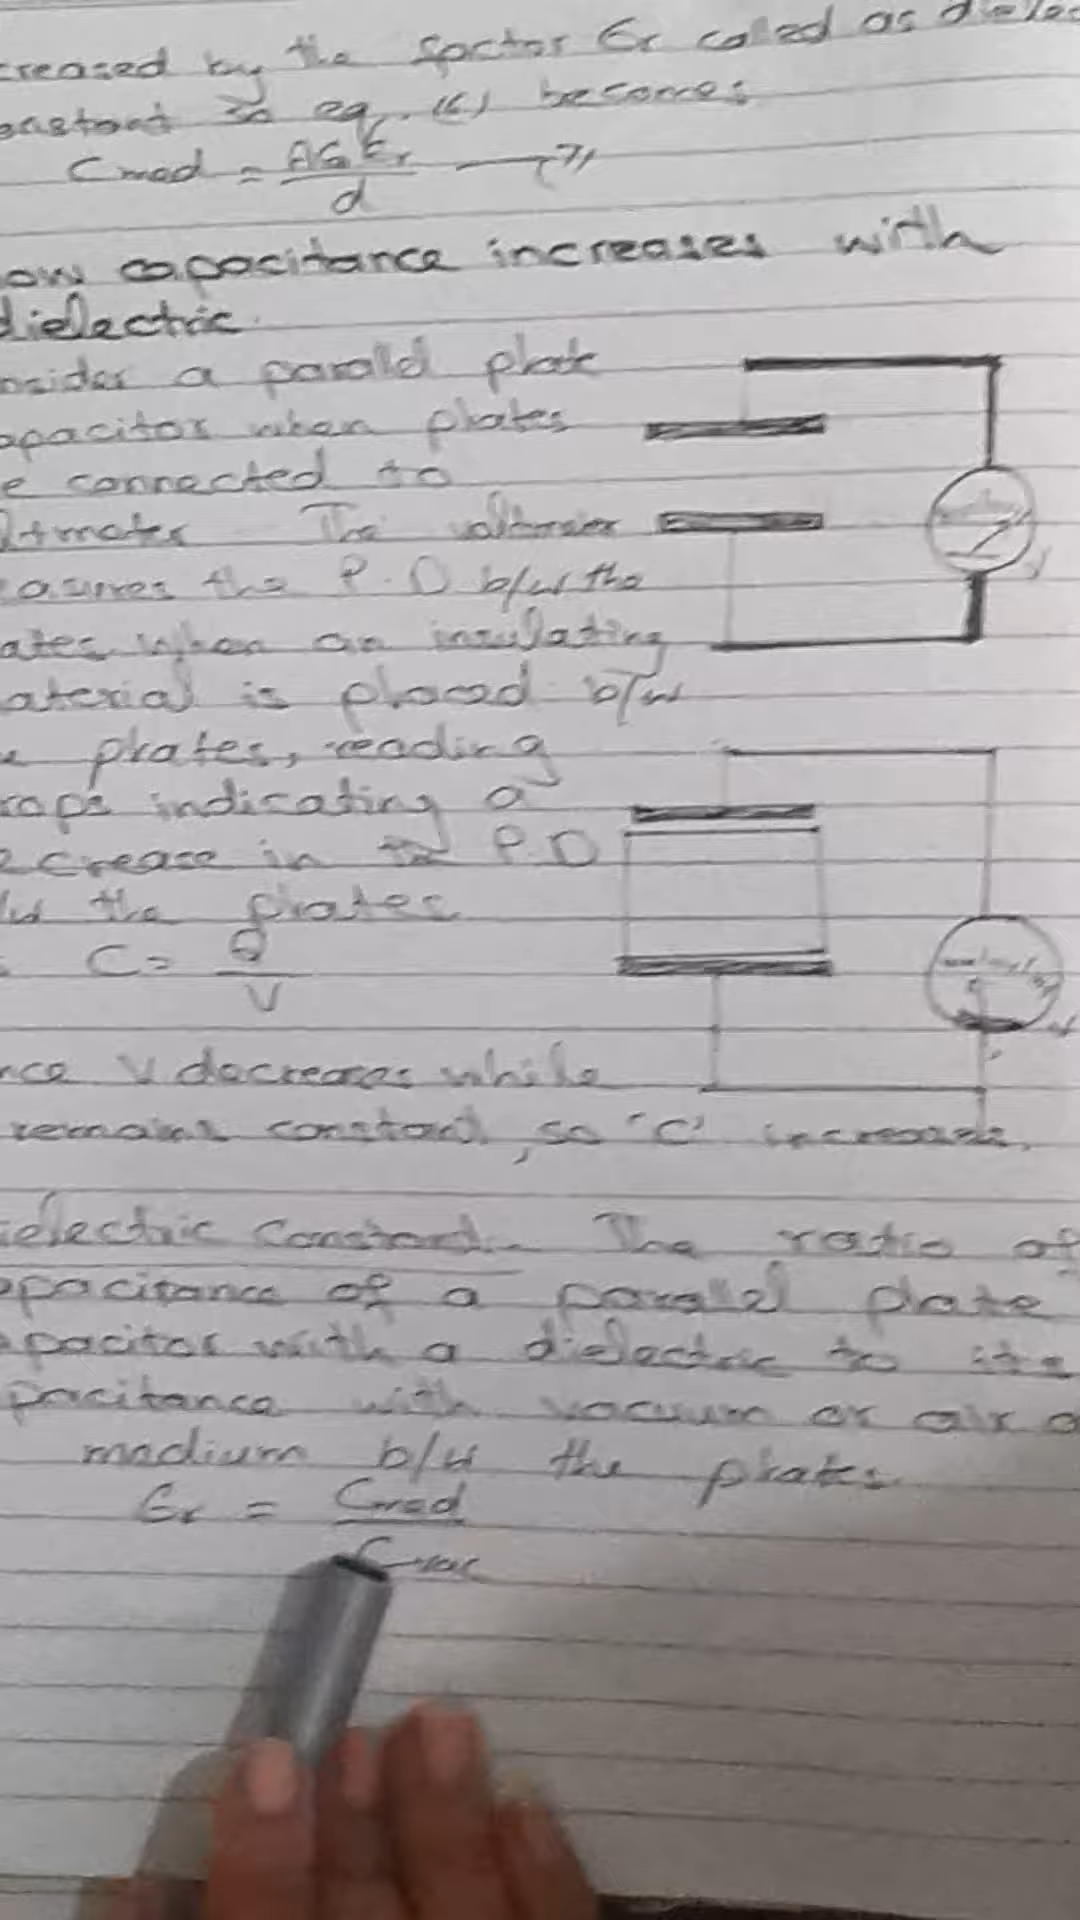 creased by the factor Er called as dielec
onstant so eq. (6) becomes
Cmed = Aε₀Er / d
ow capacitance increases with
dielectric.
onsider a parallel plate
apacitor when plates
e connected to
ltmeter The voltmeter
easures the P.D b/w the
ates when an insulating
aterial is placed b/w
e plates, reading
rops indicating a
ecrease in the P.D
/w the plates
C = Q / V
nce V decreases while
remains constant, so 'C' increases.
ielectric Constant. The ratio of
apacitance of a parallel plate
apacitor with a dielectric to its
apacitance with vacuum or air a
medium b/w the plates
Er = Cmed / Cvac